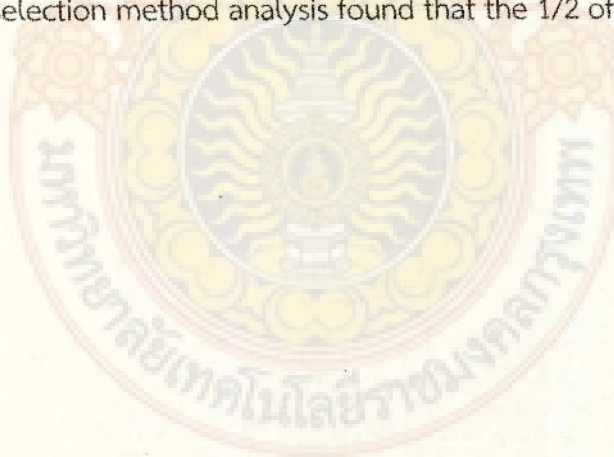 election method analysis found that the 1/2 of
มหาวิทยาลัยเทคโนโลยีราชมงคลกรุงเทพ